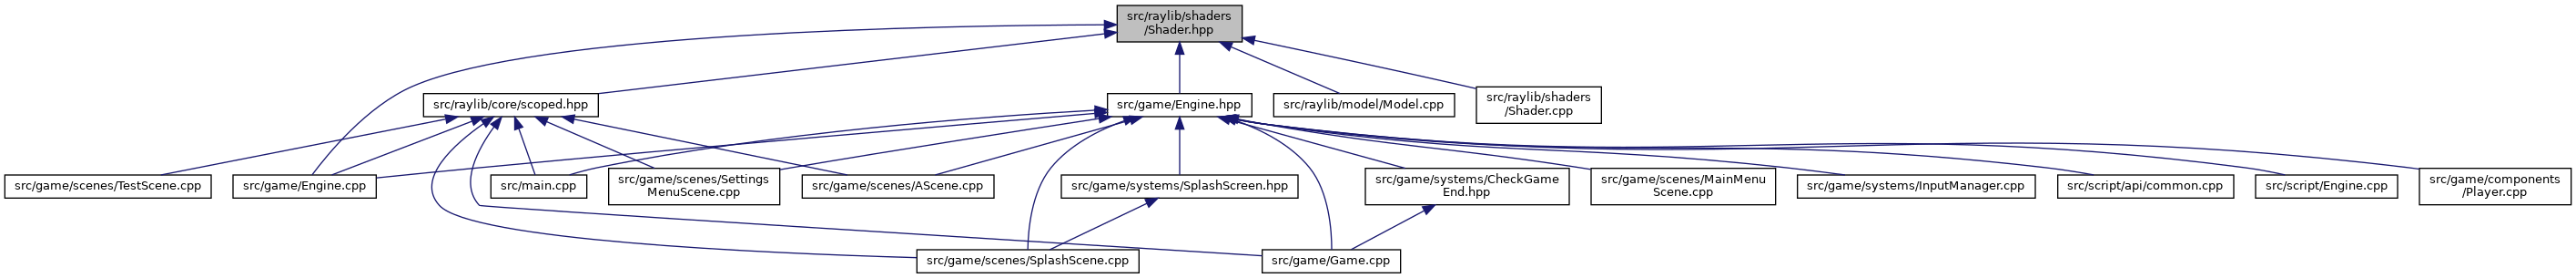 src/raylib/shaders
/Shader.hpp
src/raylib/core/scoped.hpp
src/game/Engine.hpp
src/raylib/model/Model.cpp
src/raylib/shaders
/Shader.cpp
src/game/scenes/TestScene.cpp
src/game/Engine.cpp
src/main.cpp
src/game/scenes/Settings
MenuScene.cpp
src/game/scenes/AScene.cpp
src/game/systems/SplashScreen.hpp
src/game/systems/CheckGame
End.hpp
src/game/scenes/MainMenu
Scene.cpp
src/game/systems/InputManager.cpp
src/script/api/common.cpp
src/script/Engine.cpp
src/game/components
/Player.cpp
src/game/scenes/SplashScene.cpp
src/game/Game.cpp